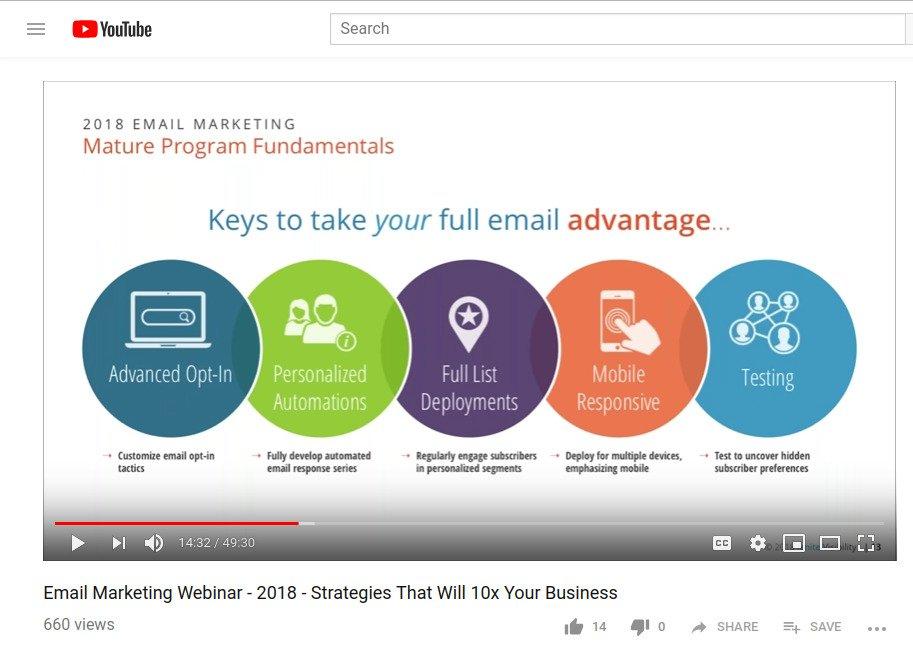 YouTube
Search
2018 EMAIL MARKETING
Mature Program Fundamentals
Keys to take your full email advantage...
Advanced Opt-In
Personalized
Automations
Full List
Deployments
Mobile
Responsive
Testing
→ Customize email opt-in
tactics
→ Fully develop automated
email response series
→ Regularly engage subscribers
in personalized segments
→ Deploy for multiple devices,
emphasizing mobile
→ Test to uncover hidden
subscriber preferences
14:32 / 49:30
CC
Email Marketing Webinar - 2018 - Strategies That Will 10x Your Business
660 views
14
0
SHARE
SAVE